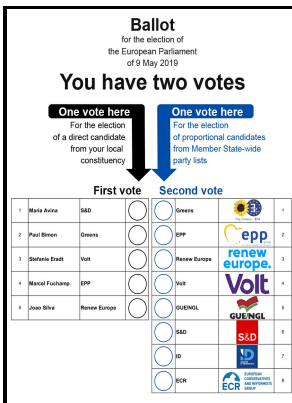 Ballot
for the election of
the European Parliament
of 9 May 2019
You have two votes
One vote here
For the election
of a direct candidate
from your local
constituency
One vote here
For the election
of proportional candidates
from Member State-wide
party lists
First vote
1 Maria Avina S&D
2 Paul Bimon Greens
3 Stefanie Eradt Volt
4 Marcel Fuchamp EPP
5 Joao Silva Renew Europe
Second vote
Greens 1
EPP epp 2
Renew Europe renew europe. 3
Volt Volt 4
GUE/NGL GUE/NGL 5
S&D S&D 6
ID ID 7
ECR ECR EUROPEAN CONSERVATIVES AND REFORMISTS GROUP 8